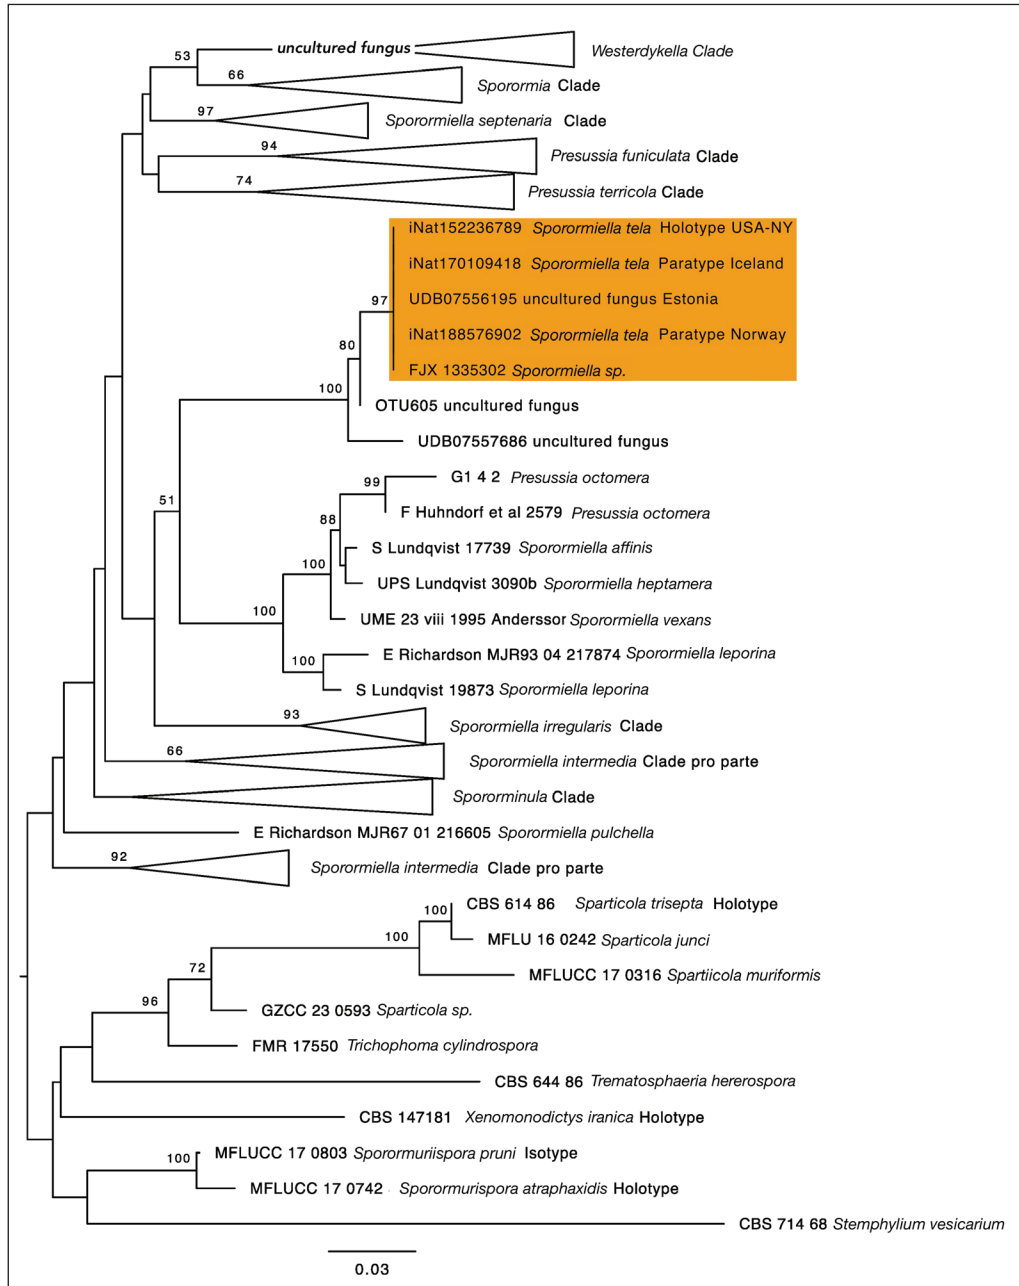 53
uncultured fungus
Westerdykella Clade
66
Sporormia Clade
97
Sporormiella septenaria Clade
94
Presussia funiculata Clade
74
Presussia terricola Clade
iNat152236789 Sporormiella tela Holotype USA-NY
iNat170109418 Sporormiella tela Paratype Iceland
97
UDB07556195 uncultured fungus Estonia
iNat188576902 Sporormiella tela Paratype Norway
80
FJX 1335302 Sporormiella sp.
100
OTU605 uncultured fungus
UDB07557686 uncultured fungus
G1 4 2 Presussia octomera
99
51
F Huhndorf et al 2579 Presussia octomera
88
S Lundqvist 17739 Sporormiella affinis
100
UPS Lundqvist 3090b Sporormiella heptamera
100
UME 23 viii 1995 Anderssor Sporormiella vexans
E Richardson MJR93 04 217874 Sporormiella leporina
100
S Lundqvist 19873 Sporormiella leporina
93
Sporormiella irregularis Clade
66
Sporormiella intermedia Clade pro parte
Spororminula Clade
E Richardson MJR67 01 216605 Sporormiella pulchella
92
Sporormiella intermedia Clade pro parte
CBS 614 86 Sparticola trisepta Holotype
100
100
MFLU 16 0242 Sparticola junci
MFLUCC 17 0316 Spartiicola muriformis
72
96
GZCC 23 0593 Sparticola sp.
FMR 17550 Trichophoma cylindrospora
CBS 644 86 Trematosphaeria hererospora
CBS 147181 Xenomonodictys iranica Holotype
MFLUCC 17 0803 Sporormuriispora pruni Isotype
100
MFLUCC 17 0742 Sporormurispora atraphaxidis Holotype
CBS 714 68 Stemphylium vesicarium
0.03